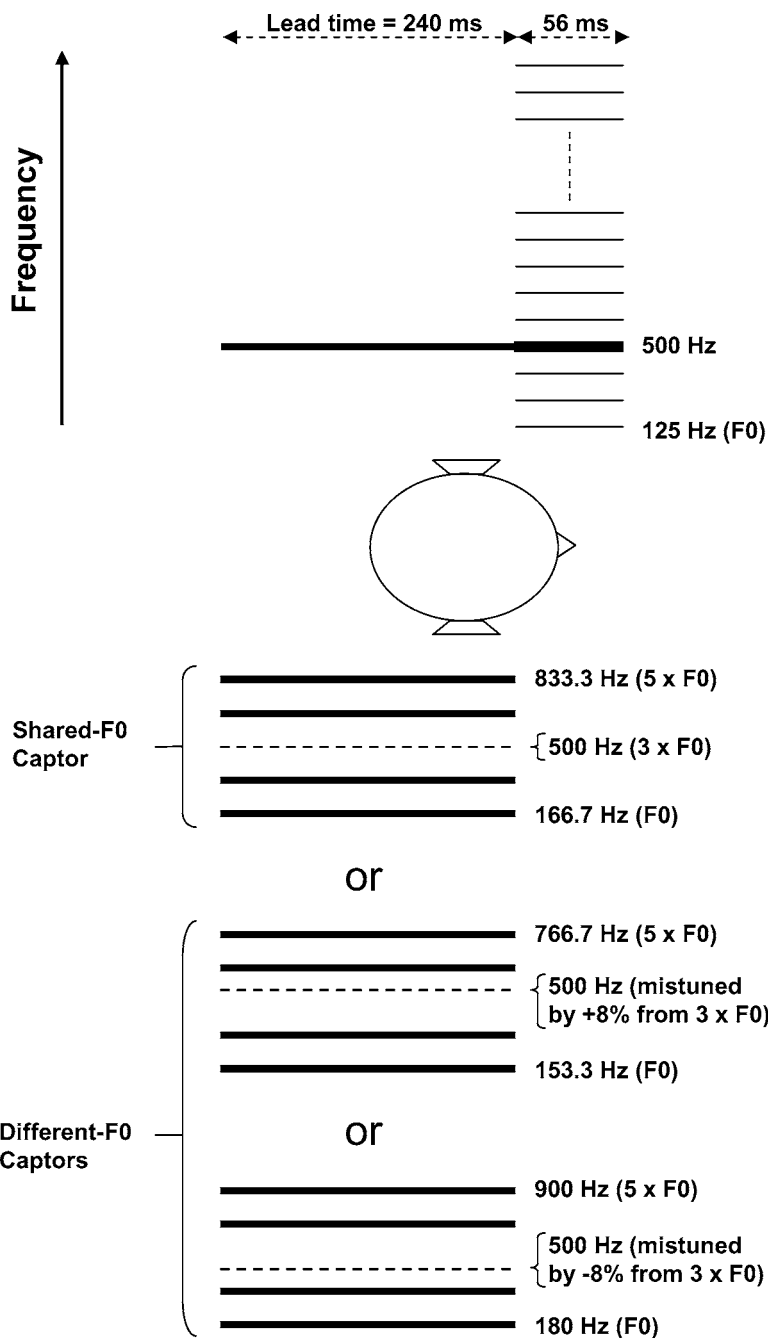 Lead time = 240 ms
56 ms
Frequency
500 Hz
125 Hz (F0)
833.3 Hz (5 x F0)
Shared-F0
Captor
500 Hz (3 x F0)
166.7 Hz (F0)
or
766.7 Hz (5 x F0)
500 Hz (mistuned
by +8% from 3 x F0)
153.3 Hz (F0)
Different-F0
Captors
or
900 Hz (5 x F0)
500 Hz (mistuned
by -8% from 3 x F0)
180 Hz (F0)